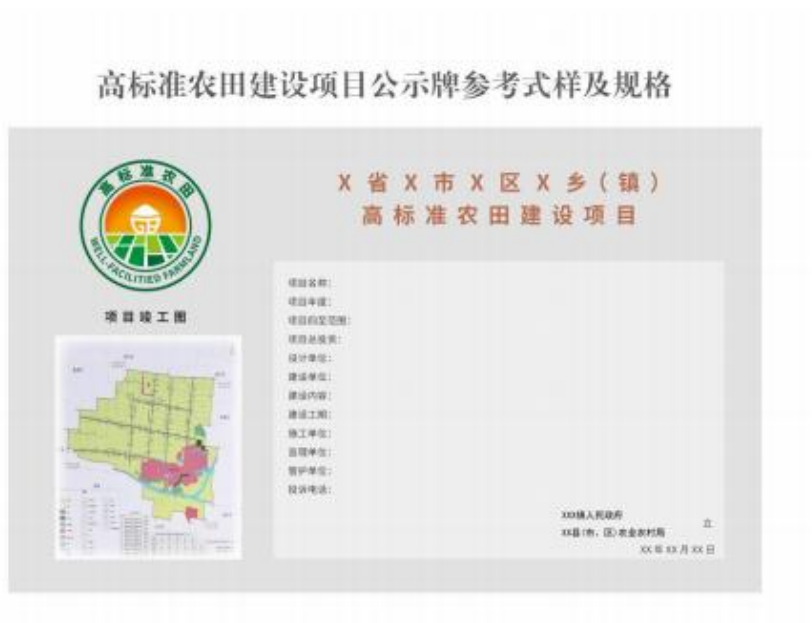 高标准农田建设项目公示牌参考式样及规格
高标准农田
WELL-FACILITIED FARMLAND
X省X市X区X乡(镇)
高标准农田建设项目
项目竣工图
项目名称：
项目年度：
项目四至范围：
项目总投资：
设计单位：
建设单位：
建设内容：
建设工期：
施工单位：
监理单位：
管护单位：
投诉电话：
XXX镇人民政府
XX县(市、区)农业农村局
立
XX年XX月XX日